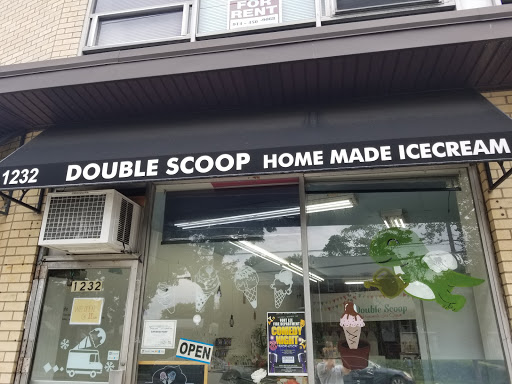 FOR
RENT
1232 DOUBLE SCOOP HOME MADE ICECREAM
1232
OPEN
COMEDY
NIGHT
Double Scoop